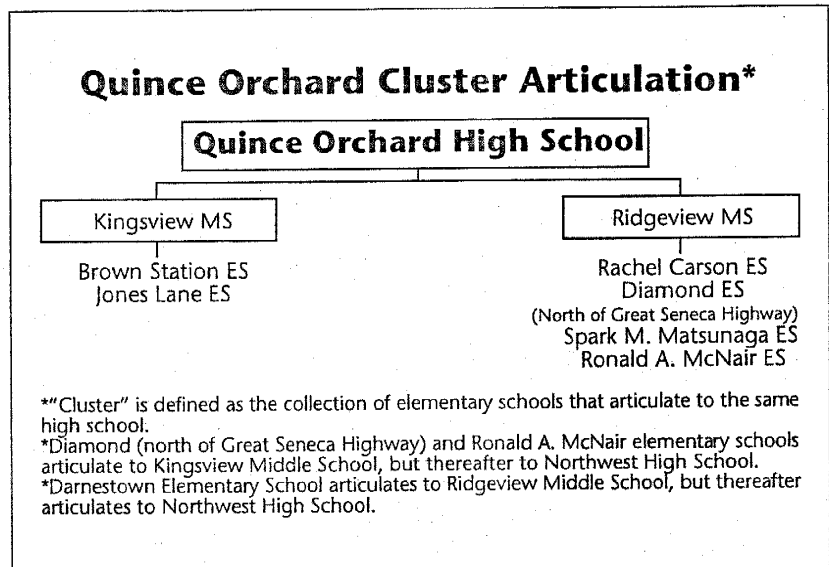 Quince Orchard Cluster Articulation*
Quince Orchard High School
Kingsview MS
Brown Station ES
Jones Lane ES
Ridgeview MS
Rachel Carson ES
Diamond ES
(North of Great Seneca Highway)
Spark M. Matsunaga ES
Ronald A. McNair ES
*"Cluster" is defined as the collection of elementary schools that articulate to the same
high school.
*Diamond (north of Great Seneca Highway) and Ronald A. McNair elementary schools
articulate to Kingsview Middle School, but thereafter to Northwest High School.
*Darnestown Elementary School articulates to Ridgeview Middle School, but thereafter
articulates to Northwest High School.